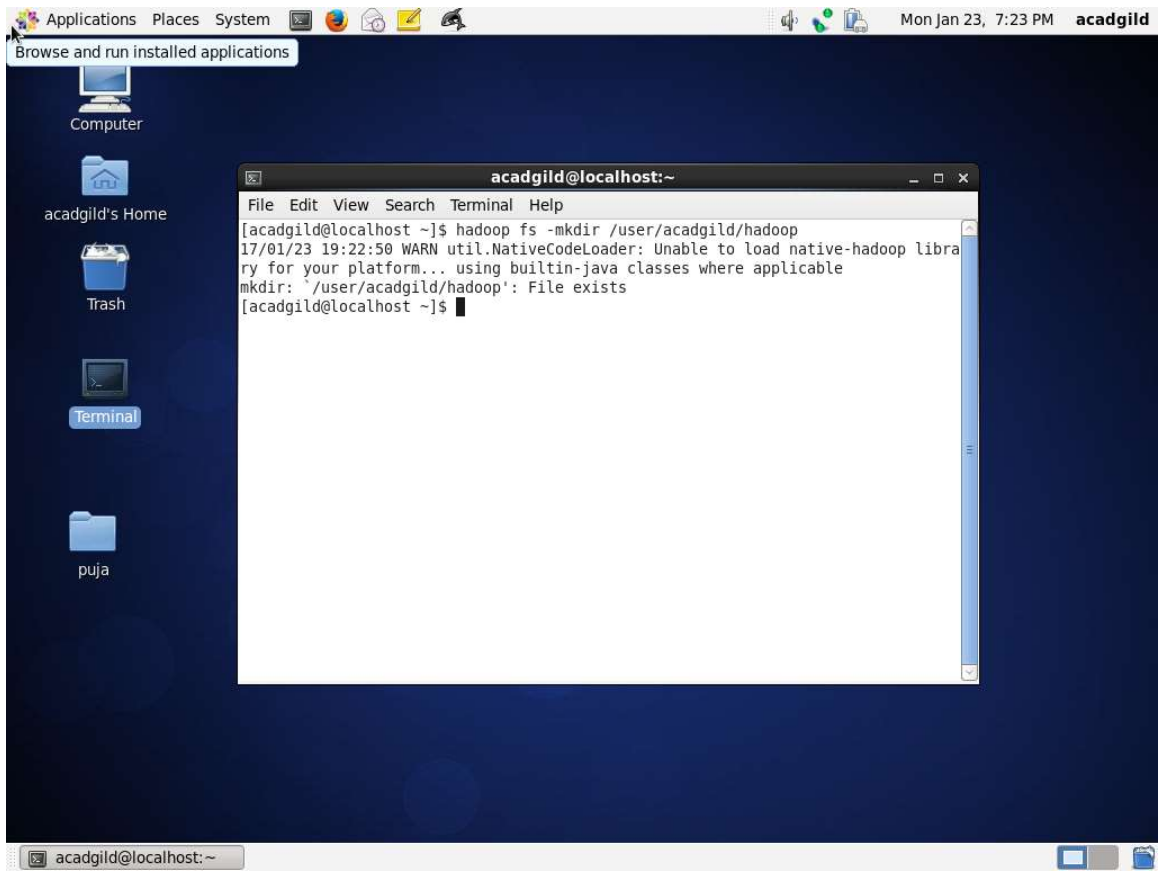 Applications Places System Mon Jan 23, 7:23 PM acadgild
Browse and run installed applications
Computer
acadgild's Home
Trash
Terminal
puja
acadgild@localhost:~
File Edit View Search Terminal Help
[acadgild@localhost ~]$ hadoop fs -mkdir /user/acadgild/hadoop
17/01/23 19:22:50 WARN util.NativeCodeLoader: Unable to load native-hadoop libra
ry for your platform... using builtin-java classes where applicable
mkdir: `/user/acadgild/hadoop': File exists
[acadgild@localhost ~]$
acadgild@localhost:~